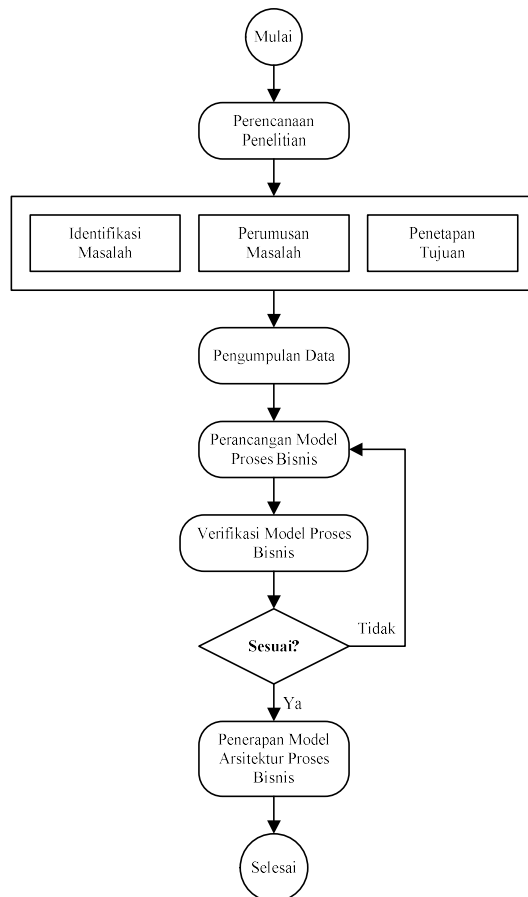 Mulai
Perencanaan
Penelitian
Identifikasi
Masalah
Perumusan
Masalah
Penetapan
Tujuan
Pengumpulan Data
Perancangan Model
Proses Bisnis
Verifikasi Model Proses
Bisnis
Sesuai?
Tidak
Ya
Penerapan Model
Arsitektur Proses
Bisnis
Selesai